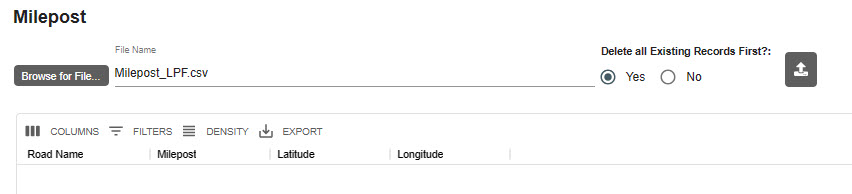 Milepost
File Name
Delete all Existing Records First?:
Browse for File... Milepost_LPF.csv Yes No
COLUMNS FILTERS DENSITY EXPORT
Road Name Milepost Latitude Longitude